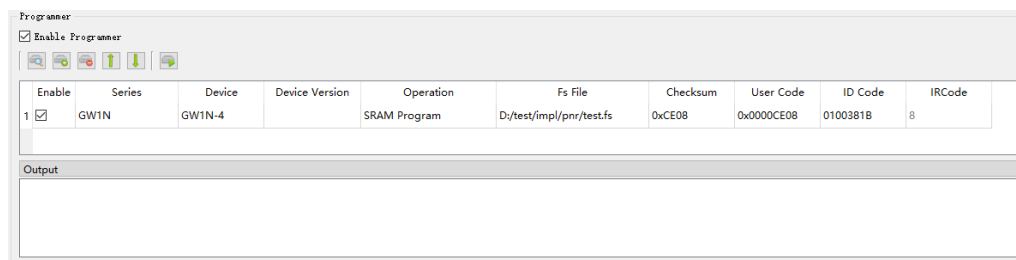 Programmer
Enable Programmer
Enable Series Device Device Version Operation Fs File Checksum User Code ID Code IRCode
1 GW1N GW1N-4 SRAM Program D:/test/impl/pnr/test.fs 0xCE08 0x0000CE08 0100381B 8
Output